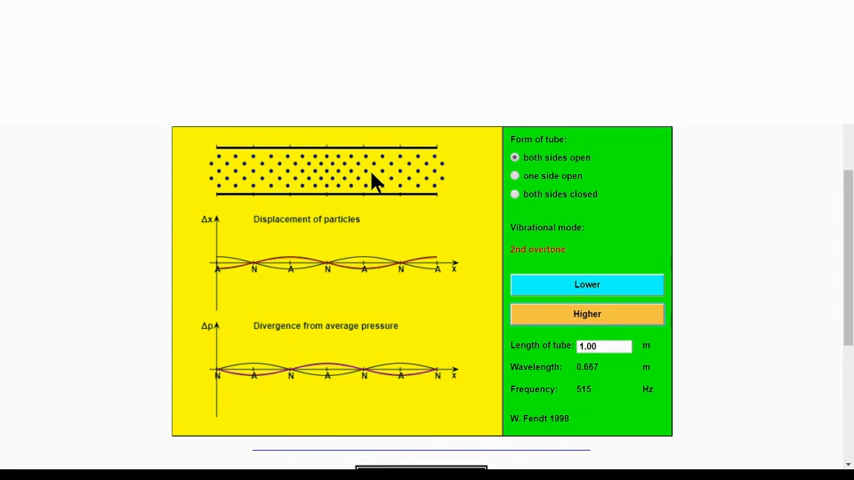 Form of tube:
both sides open
one side open
both sides closed
Δx
Displacement of particles
A N A N A N A x
Vibrational mode:
2nd overtone
Lower
Higher
Δp
Divergence from average pressure
N A N A N A N x
Length of tube: 1.00 m
Wavelength: 0.667 m
Frequency: 515 Hz
W. Fendt 1998